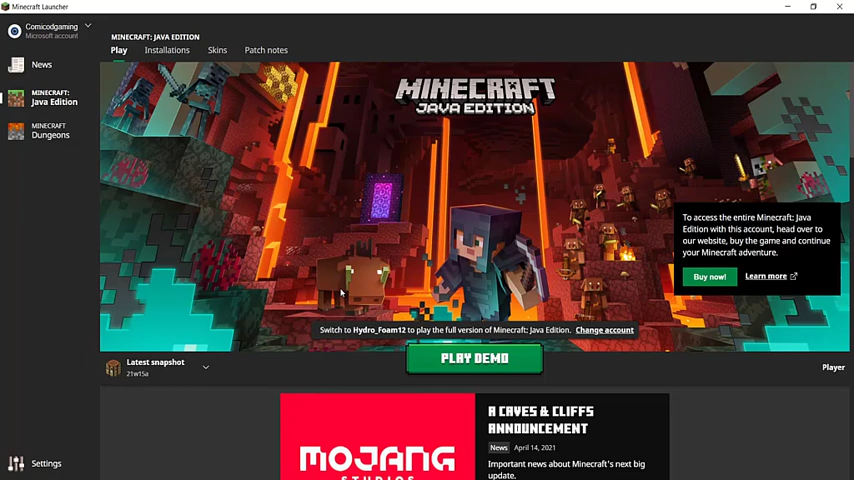 Minecraft Launcher
Comicodgaming
Microsoft account
News
MINECRAFT:
Java Edition
MINECRAFT
Dungeons
Settings
MINECRAFT: JAVA EDITION
Play Installations Skins Patch notes
MINECRAFT
JAVA EDITION
To access the entire Minecraft: Java
Edition with this account, head over to
our website, buy the game and continue
your Minecraft adventure.
Buy now! Learn more
Switch to Hydro_Foam12 to play the full version of Minecraft: Java Edition. Change account
Latest snapshot
21w15a
PLAY DEMO
Player
MOJANG
STUDIOS
A CAVES & CLIFFS
ANNOUNCEMENT
News April 14, 2021
Important news about Minecraft's next big
update.